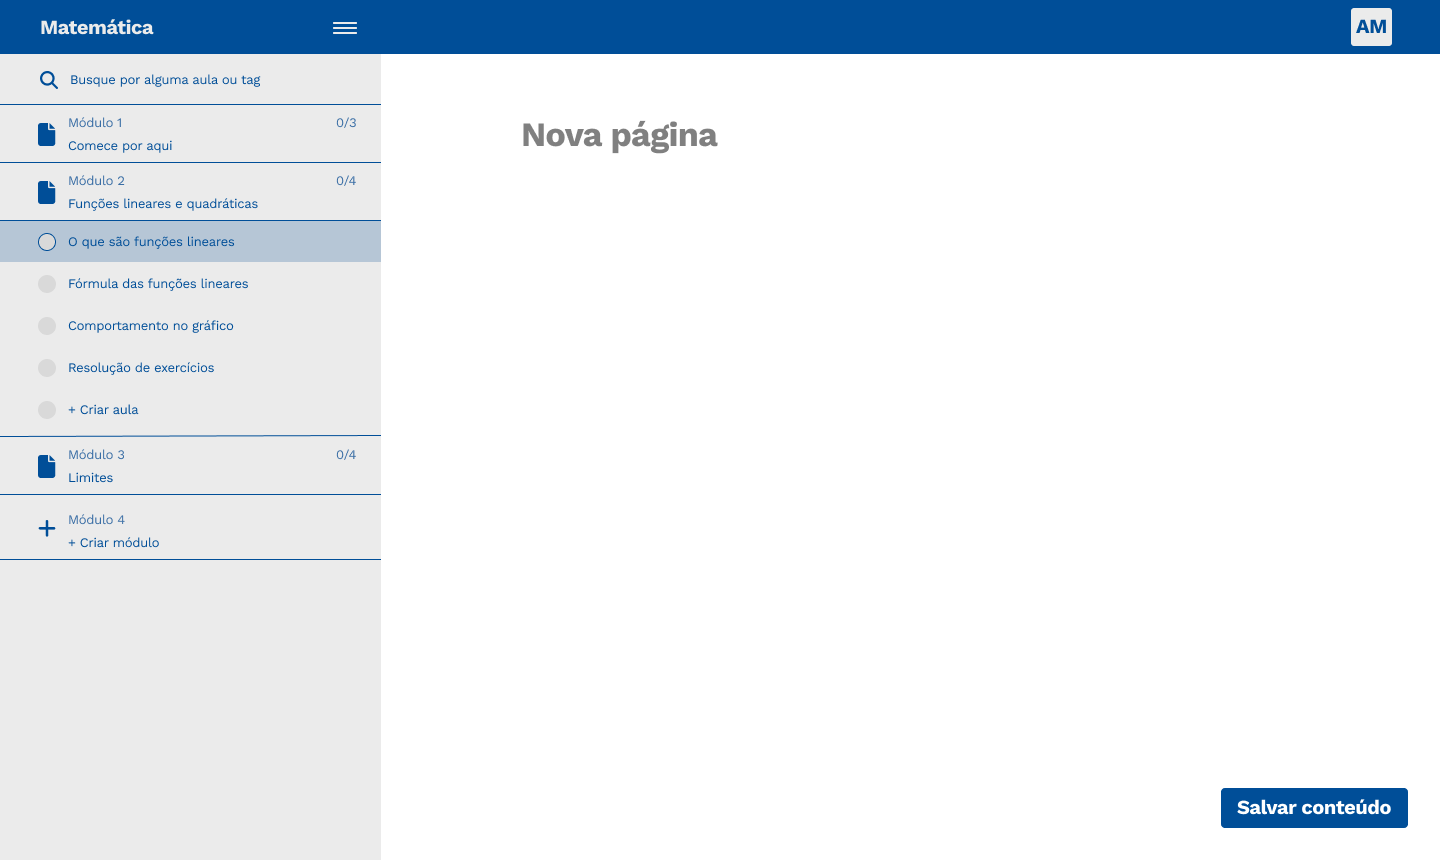 Matemática
AM
Busque por alguma aula ou tag
Módulo 1 0/3
Comece por aqui
Módulo 2 0/4
Funções lineares e quadráticas
O que são funções lineares
Fórmula das funções lineares
Comportamento no gráfico
Resolução de exercícios
+ Criar aula
Módulo 3 0/4
Limites
Módulo 4
+ Criar módulo
Nova página
Salvar conteúdo